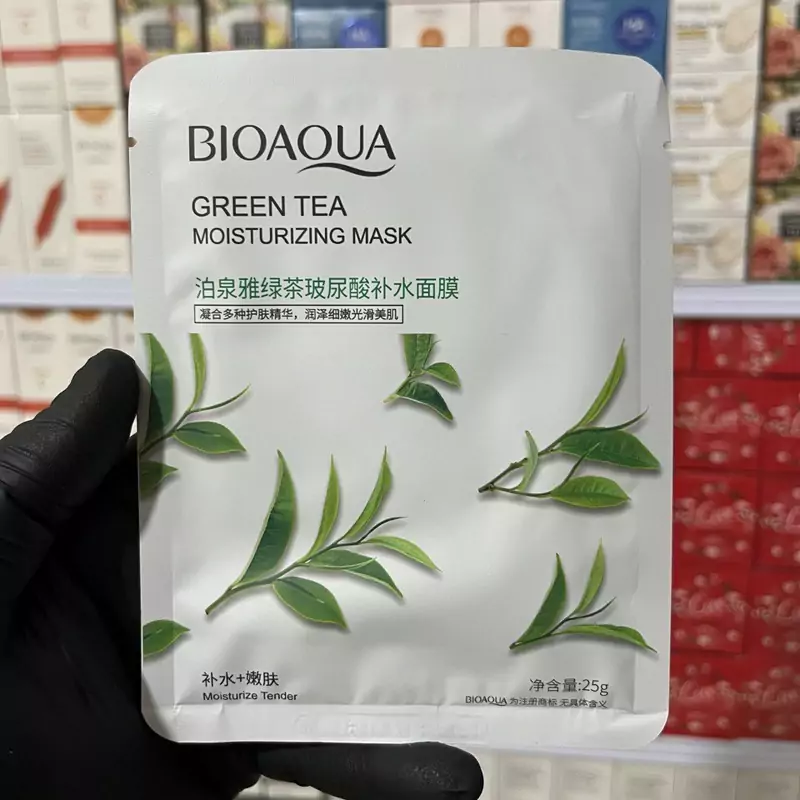 BIOAQUA
GREEN TEA
MOISTURIZING MASK
泊泉雅绿茶玻尿酸补水面膜
凝合多种护肤精华，润泽细嫩光滑美肌
补水+嫩肤
Moisturize Tender
净含量:25g
BIOAQUA 为注册商标 无具体含义